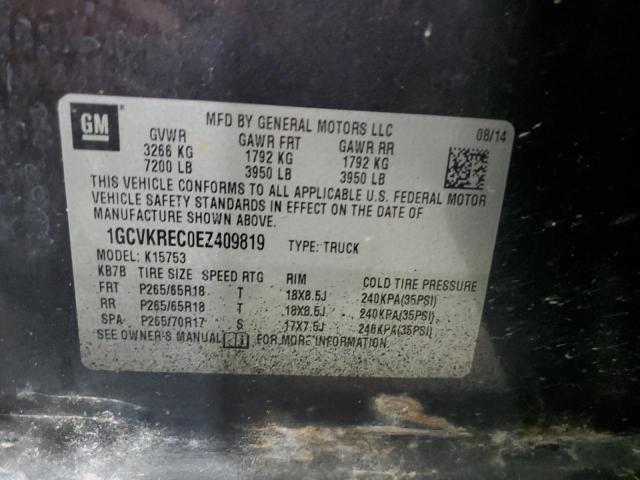 GM
MFD BY GENERAL MOTORS LLC
08/14
GVWR GAWR FRT GAWR RR
3266 KG 1792 KG 1792 KG
7200 LB 3950 LB 3950 LB
THIS VEHICLE CONFORMS TO ALL APPLICABLE U.S. FEDERAL MOTOR
VEHICLE SAFETY STANDARDS IN EFFECT ON THE DATE OF
MANUFACTURE SHOWN ABOVE.
1GCVKREC0EZ409819 TYPE: TRUCK
MODEL: K15753
KB7B TIRE SIZE SPEED RTG RIM COLD TIRE PRESSURE
FRT P265/65R18 T 18X8.5J 240KPA(35PSI)
RR P265/65R18 T 18X8.5J 240KPA(35PSI)
SPA P265/70R17 S 17X7.5J 240KPA(35PSI)
SEE OWNER'S MANUAL FOR MORE INFORMATION